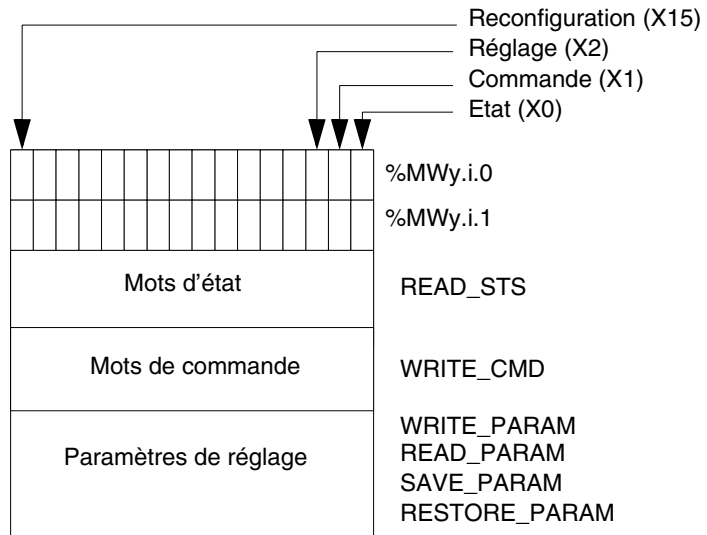 Reconfiguration (X15)
Réglage (X2)
Commande (X1)
Etat (X0)
%MWy.i.0
%MWy.i.1
Mots d'état
READ_STS
Mots de commande
WRITE_CMD
WRITE_PARAM
Paramètres de réglage
READ_PARAM
SAVE_PARAM
RESTORE_PARAM